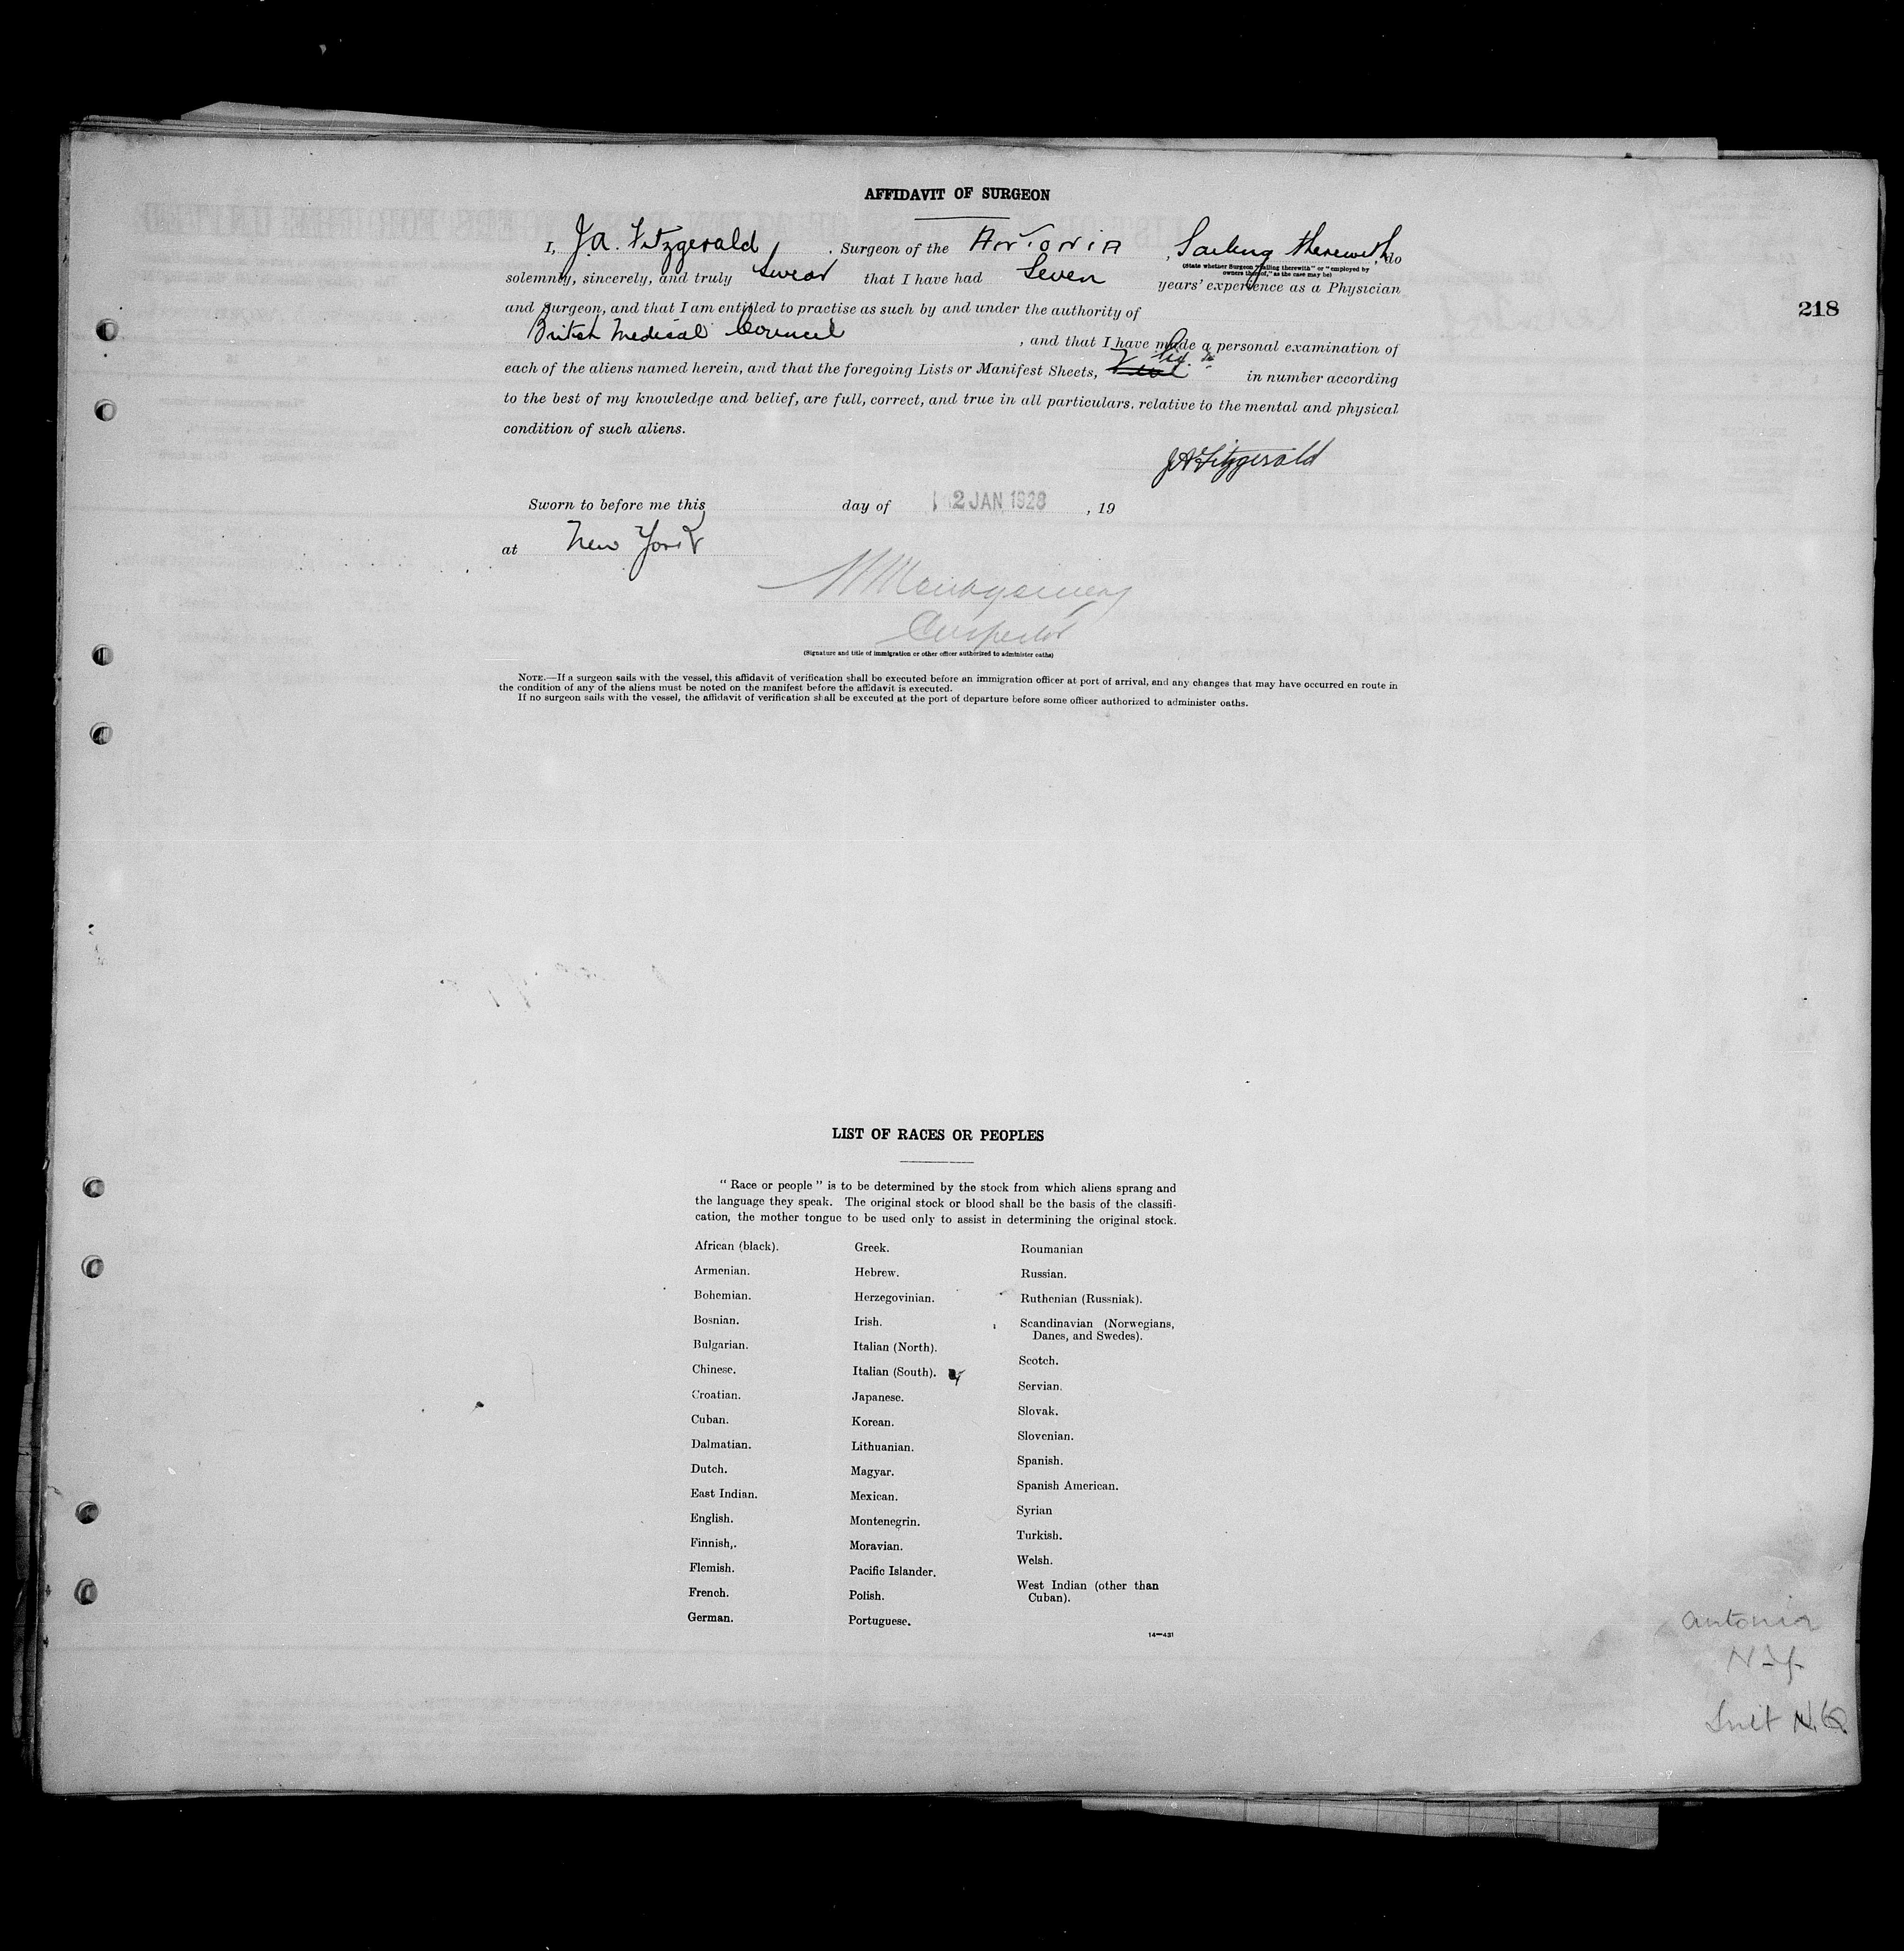 AFFIDAVIT OF SURGEON
I, J.A. Fitzgerald, Surgeon of the Antonia, Sailing therewith, do
(State whether Surgeon "sailing therewith" or "employed by
owners thereof," as the case may be)
solemnly, sincerely, and truly swear that I have had Seven years' experience as a Physician
and Surgeon, and that I am entitled to practise as such by and under the authority of
British Medical Council, and that I have made a personal examination of
each of the aliens named herein, and that the foregoing Lists or Manifest Sheets, in number according
to the best of my knowledge and belief, are full, correct, and true in all particulars, relative to the mental and physical
condition of such aliens.
JA Fitzgerald
Sworn to before me this day of 2 JAN 1928, 19
at New York
Montgomery
Inspector
(Signature and title of immigration or other officer authorized to administer oaths)
NOTE.—If a surgeon sails with the vessel, this affidavit of verification shall be executed before an immigration officer at port of arrival, and any changes that may have occurred en route in
the condition of any of the aliens must be noted on the manifest before the affidavit is executed.
If no surgeon sails with the vessel, the affidavit of verification shall be executed at the port of departure before some officer authorized to administer oaths.
218
LIST OF RACES OR PEOPLES
"Race or people" is to be determined by the stock from which aliens sprang and
the language they speak. The original stock or blood shall be the basis of the classifi-
cation, the mother tongue to be used only to assist in determining the original stock.
African (black).
Armenian.
Bohemian.
Bosnian.
Bulgarian.
Chinese.
Croatian.
Cuban.
Dalmatian.
Dutch.
East Indian.
English.
Finnish,.
Flemish.
French.
German.
Greek.
Hebrew.
Herzegovinian.
Irish.
Italian (North).
Italian (South).
Japanese.
Korean.
Lithuanian.
Magyar.
Mexican.
Montenegrin.
Moravian.
Pacific Islander.
Polish.
Portuguese.
Roumanian
Russian.
Ruthenian (Russniak).
Scandinavian (Norwegians,
Danes, and Swedes).
Scotch.
Servian.
Slovak.
Slovenian.
Spanish.
Spanish American.
Syrian
Turkish.
Welsh.
West Indian (other than
Cuban).
14—431
Antonia